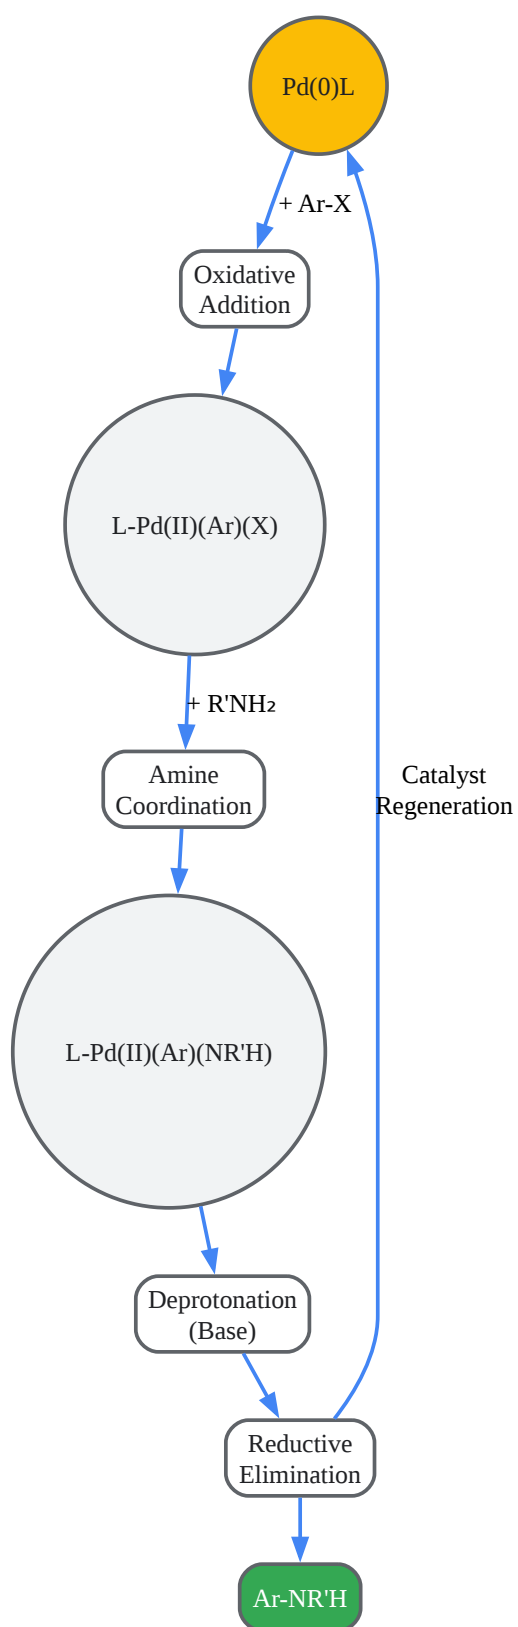 Pd(0)L
+ Ar-X
Oxidative
Addition
L-Pd(II)(Ar)(X)
+ R'NH₂
Amine
Coordination
Catalyst
Regeneration
L-Pd(II)(Ar)(NR'H)
Deprotonation
(Base)
Reductive
Elimination
Ar-NR'H